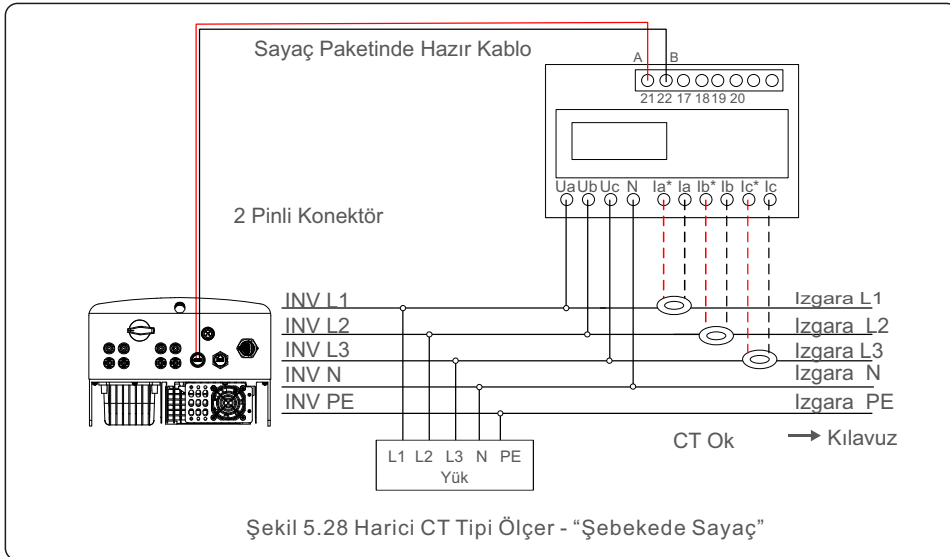 Sayaç Paketinde Hazır Kablo
A B
21 22 17 18 19 20
Ua Ub Uc N Ia* Ia Ib* Ib Ic* Ic
2 Pinli Konektör
INV L1 Izgara L1
INV L2 Izgara L2
INV L3 Izgara L3
INV N Izgara N
INV PE Izgara PE
CT Ok → Kılavuz
L1 L2 L3 N PE
Yük
Şekil 5.28 Harici CT Tipi Ölçer - “Şebekede Sayaç”